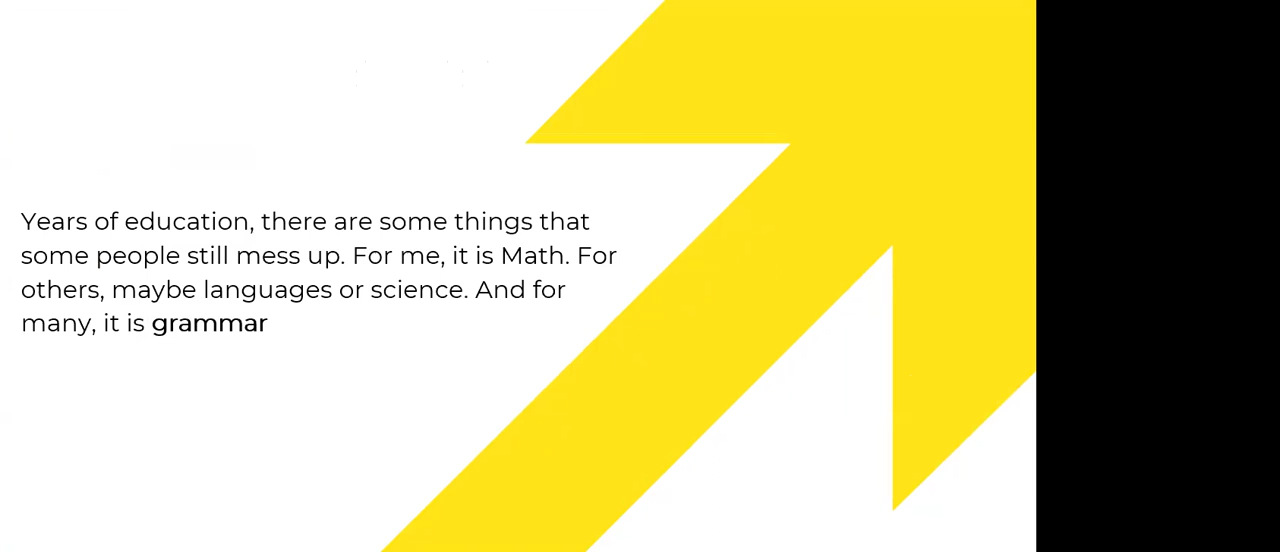 Years of education, there are some things that
some people still mess up. For me, it is Math. For
others, maybe languages or science. And for
many, it is grammar